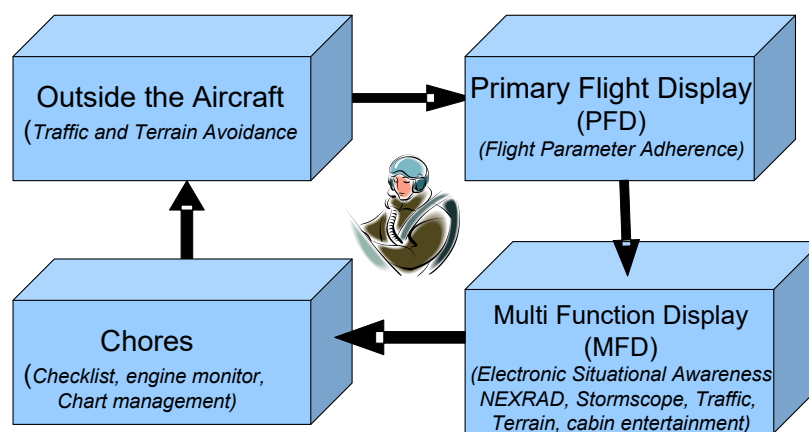 Outside the Aircraft
(Traffic and Terrain Avoidance
Primary Flight Display
(PFD)
(Flight Parameter Adherence)
Multi Function Display
(MFD)
(Electronic Situational Awareness
NEXRAD, Stormscope, Traffic,
Terrain, cabin entertainment)
Chores
(Checklist, engine monitor,
Chart management)